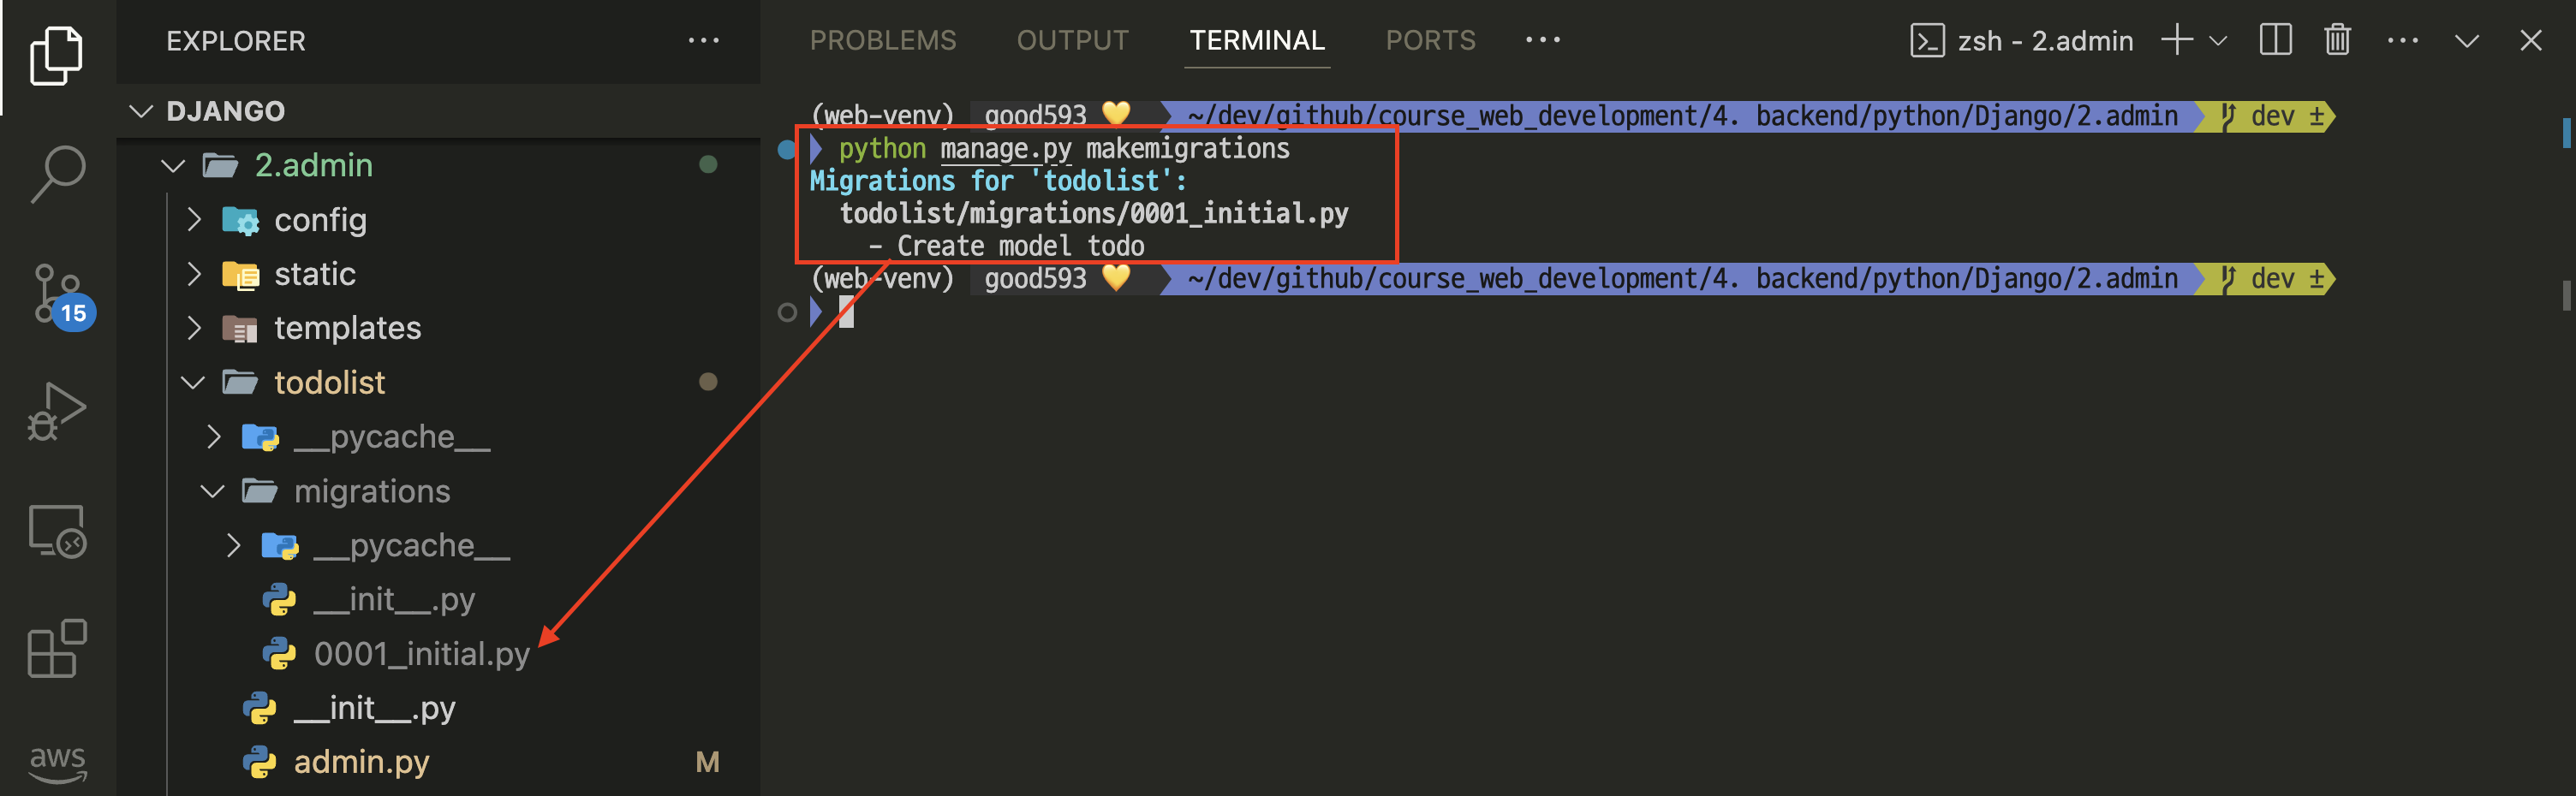 EXPLORER
DJANGO
2.admin
config
static
templates
todolist
__pycache__
migrations
__pycache__
__init__.py
0001_initial.py
__init__.py
admin.py M
15
aws
PROBLEMS OUTPUT TERMINAL PORTS
zsh - 2.admin
(web-venv) good593 💛 ~/dev/github/course_web_development/4. backend/python/Django/2.admin dev ±
python manage.py makemigrations
Migrations for 'todolist':
todolist/migrations/0001_initial.py
- Create model todo
(web-venv) good593 💛 ~/dev/github/course_web_development/4. backend/python/Django/2.admin dev ±